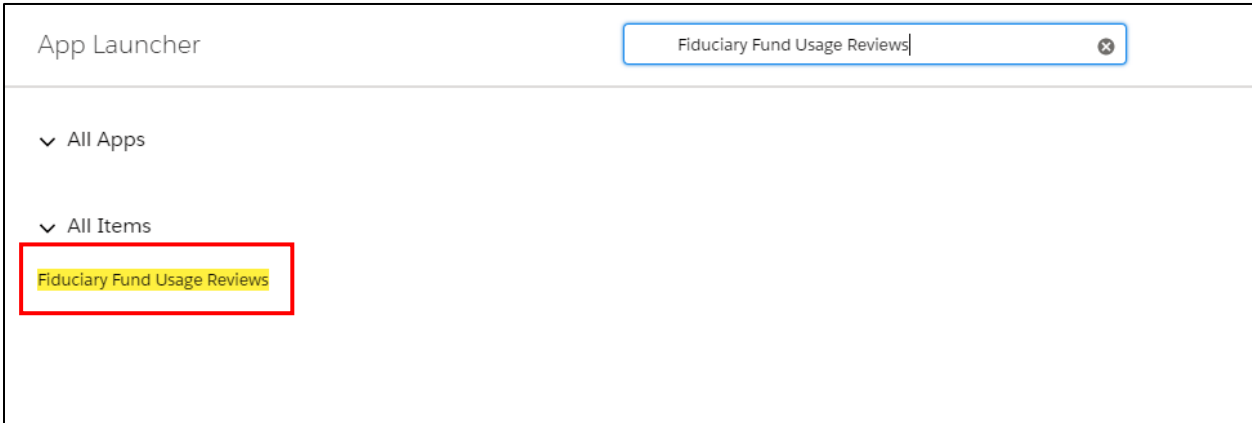 App Launcher
Fiduciary Fund Usage Reviews
All Apps
All Items
Fiduciary Fund Usage Reviews